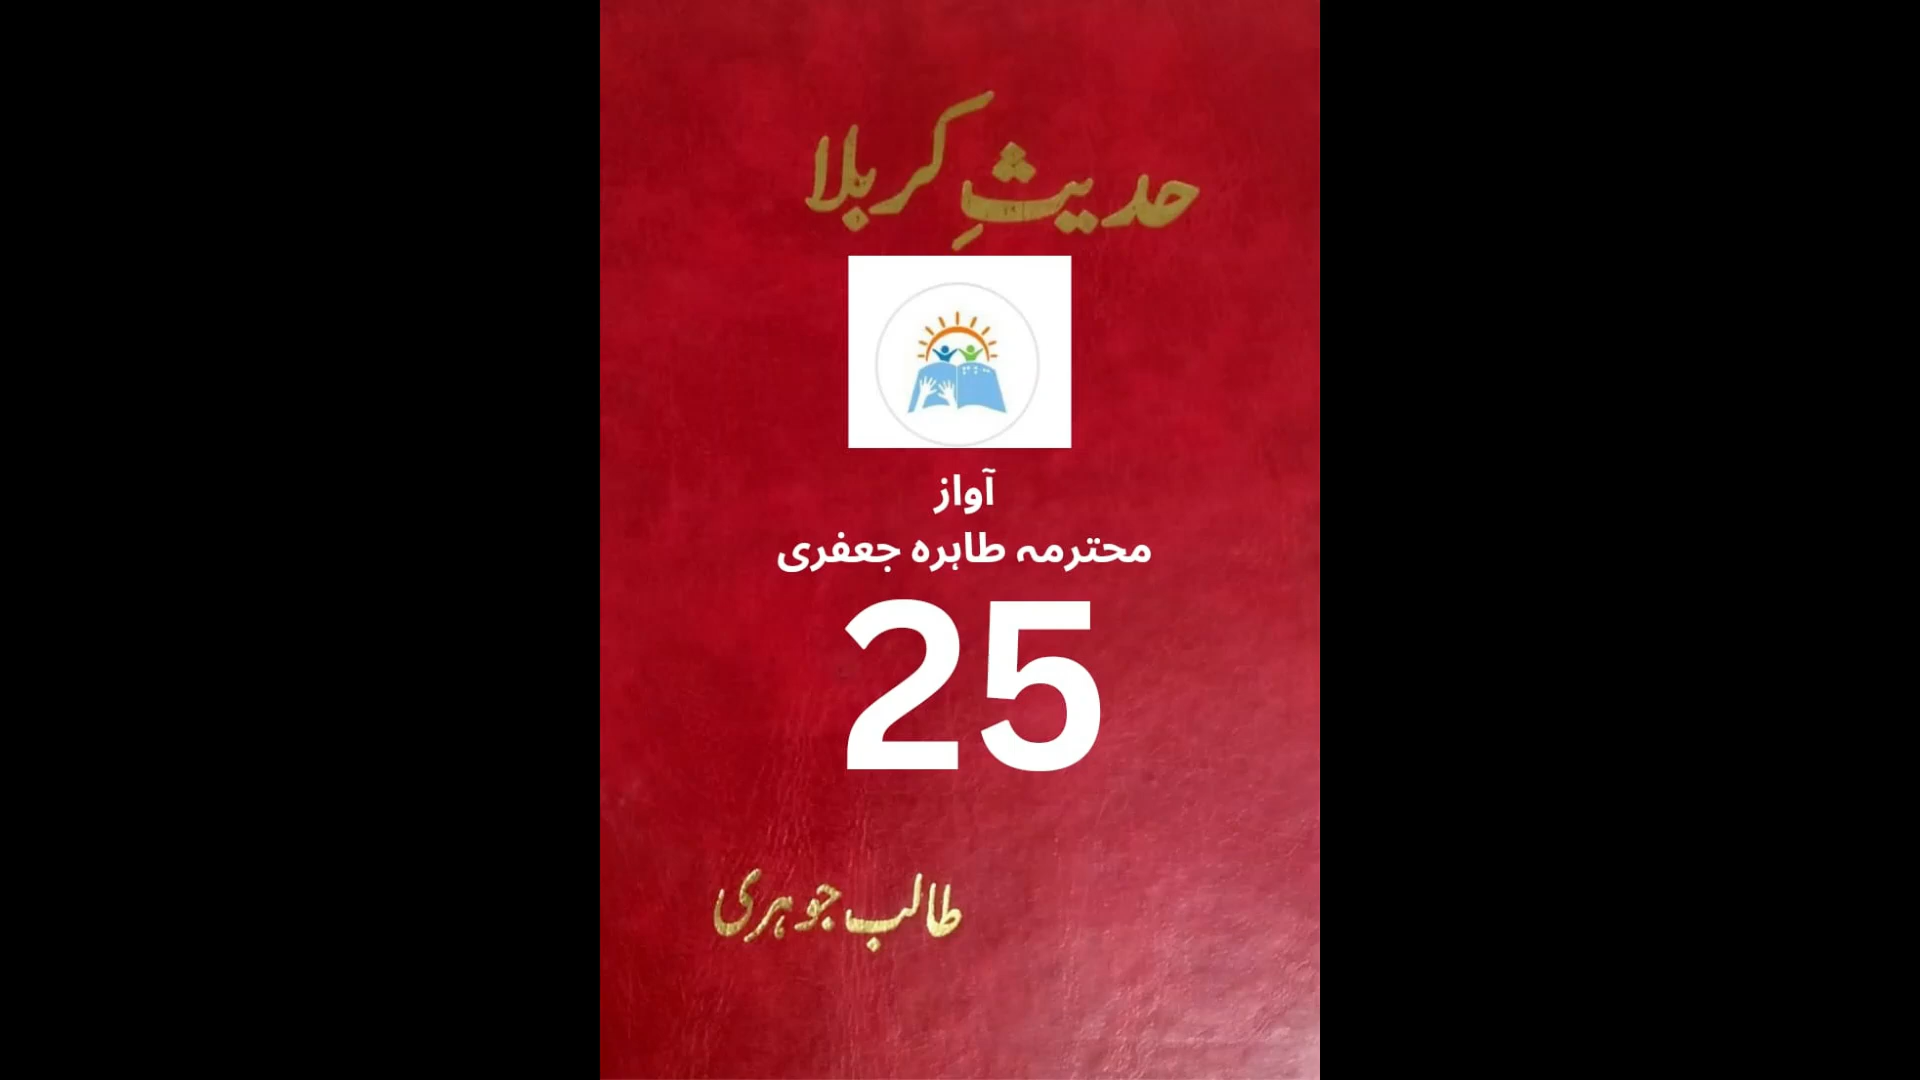 حدیثِ کربلا
آواز
محترمہ طاہرہ جعفری
25
طالب جوہری